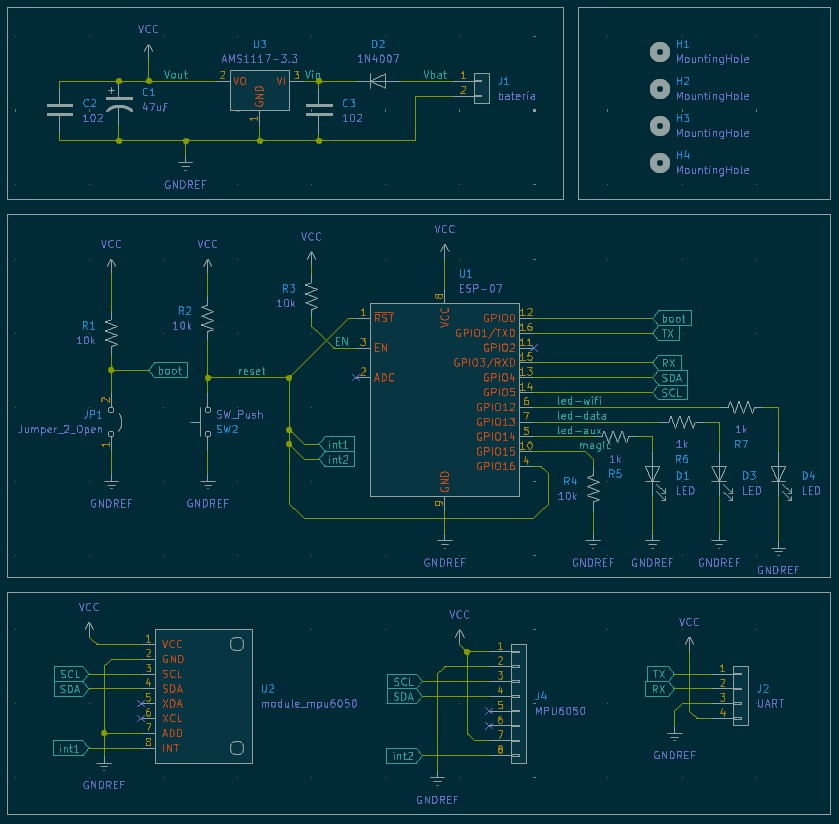 VCC
U3
AMS1117-3.3
D2
1N4007
Vout
2
VO
VI
3
Vin
Vbat
1
2
J1
batería
C2
102
C1
47uF
GND
1
C3
102
GNDREF
H1
MountingHole
H2
MountingHole
H3
MountingHole
H4
MountingHole
VCC
VCC
VCC
VCC
R1
10k
R2
10k
R3
10k
U1
ESP-07
8
VCC
1
RST
EN
3
EN
2
ADC
GPIO0
12
boot
GPIO1/TXD
16
TX
GPIO2
11
GPIO3/RXD
15
RX
GPIO4
13
SDA
GPIO5
14
SCL
GPIO12
6
led-wifi
GPIO13
7
led-data
GPIO14
5
led-aux
GPIO15
10
magic
GPIO16
4
GND
9
boot
reset
2
JP1
Jumper_2_Open
1
SW_Push
SW2
int1
int2
1k
R7
1k
R6
1k
R5
R4
10k
D1
LED
D3
LED
D4
LED
GNDREF
GNDREF
GNDREF
GNDREF
GNDREF
GNDREF
GNDREF
VCC
1
VCC
2
GND
SCL
3
SCL
SDA
4
SDA
5
XDA
6
XCL
7
ADD
int1
8
INT
U2
module_mpu6050
GNDREF
VCC
1
2
SCL
3
SDA
4
5
6
7
int2
8
J4
MPU6050
GNDREF
VCC
TX
1
RX
2
3
4
J2
UART
GNDREF